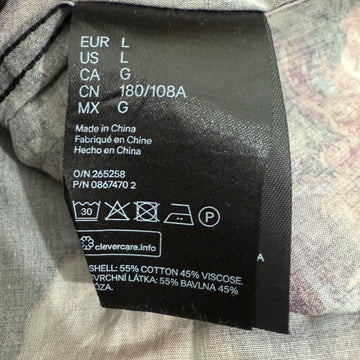 EUR L
US L
CA G
CN 180/108A
MX G
Made in China
Fabriqué en Chine
Hecho en China
O/N 265258
P/N 0867470 2
30 P
clevercare.info
A
SHELL: 55% COTTON 45% VISCOSE.
SVRCHNÍ LÁTKA: 55% BAVLNA 45%